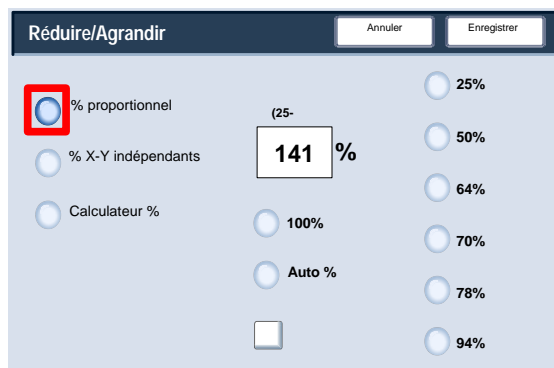 Réduire/Agrandir
Annuler
Enregistrer
% proportionnel
% X-Y indépendants
Calculateur %
(25-
141 %
100%
Auto %
25%
50%
64%
70%
78%
94%